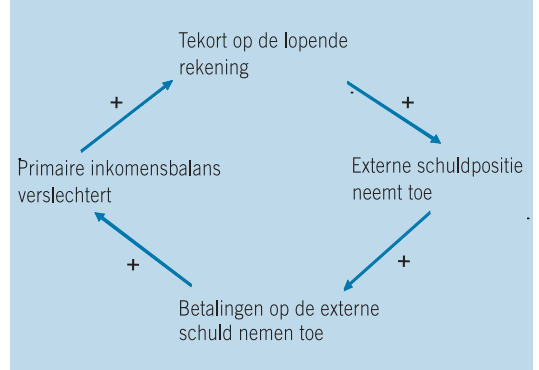 Tekort op de lopende
rekening
+
+
Primaire inkomensbalans
verslechtert
Externe schuldpositie
neemt toe
+
+
Betalingen op de externe
schuld nemen toe